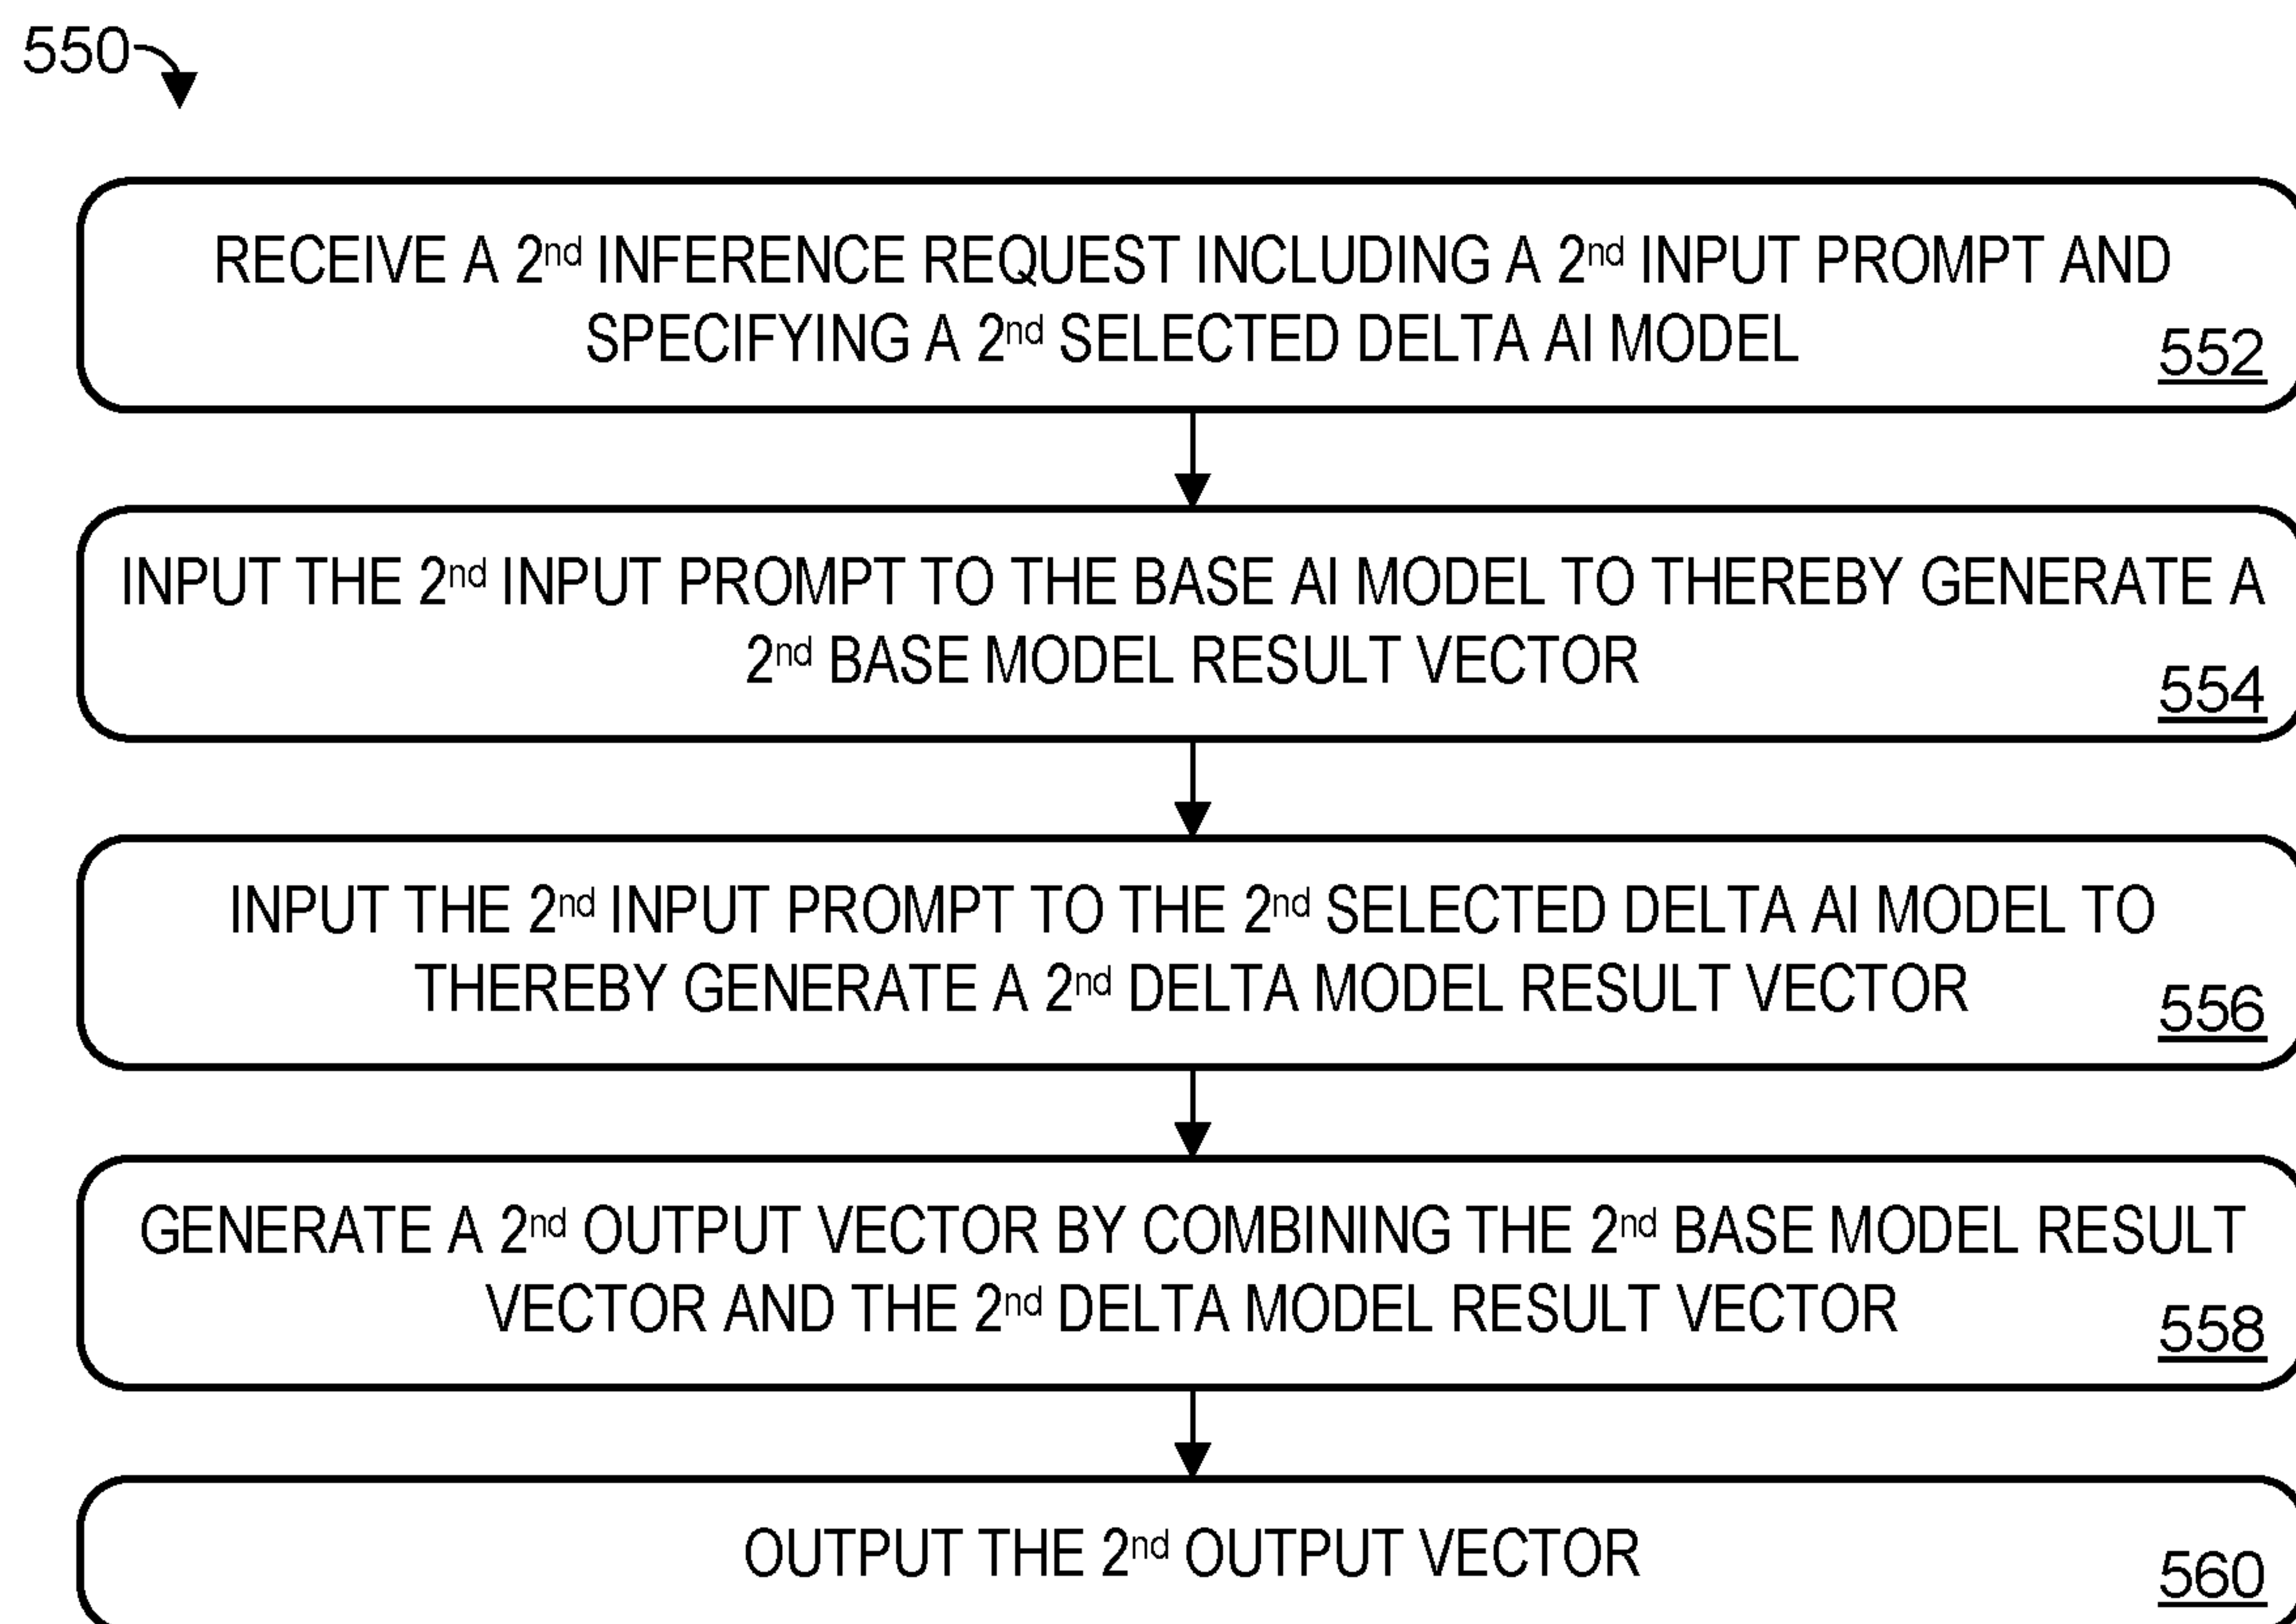 550
RECEIVE A 2nd INFERENCE REQUEST INCLUDING A 2nd INPUT PROMPT AND
SPECIFYING A 2nd SELECTED DELTA AI MODEL
552
INPUT THE 2nd INPUT PROMPT TO THE BASE AI MODEL TO THEREBY GENERATE A
2nd BASE MODEL RESULT VECTOR
554
INPUT THE 2nd INPUT PROMPT TO THE 2nd SELECTED DELTA AI MODEL TO
THEREBY GENERATE A 2nd DELTA MODEL RESULT VECTOR
556
GENERATE A 2nd OUTPUT VECTOR BY COMBINING THE 2nd BASE MODEL RESULT
VECTOR AND THE 2nd DELTA MODEL RESULT VECTOR
558
OUTPUT THE 2nd OUTPUT VECTOR
560